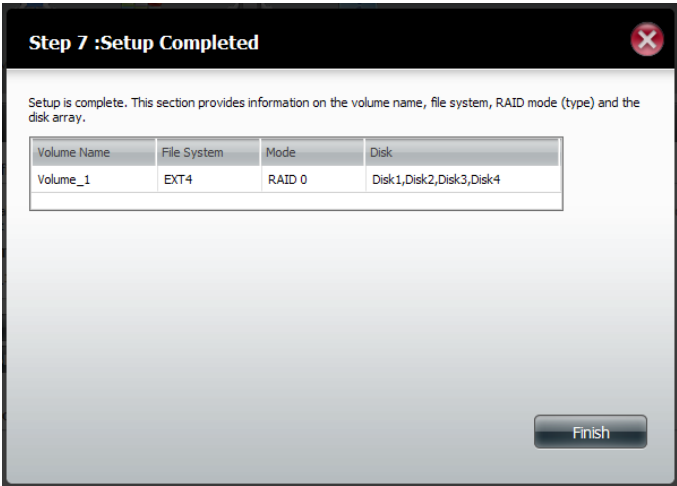 Step 7 :Setup Completed
Setup is complete. This section provides information on the volume name, file system, RAID mode (type) and the
disk array.
Volume Name File System Mode Disk
Volume_1 EXT4 RAID 0 Disk1,Disk2,Disk3,Disk4
Finish